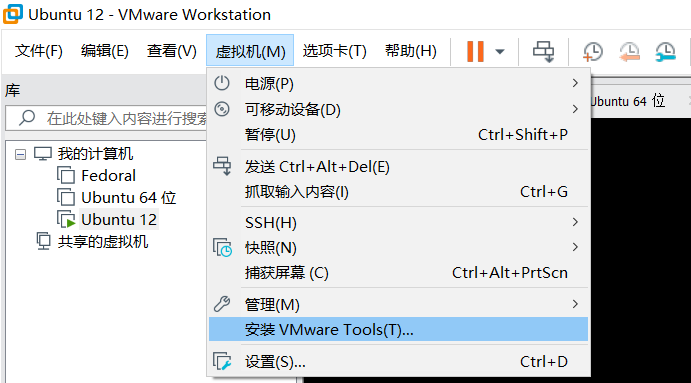 Ubuntu 12 - VMware Workstation
文件(F) 编辑(E) 查看(V) 虚拟机(M) 选项卡(T) 帮助(H)
库
在此处键入内容进行搜索
我的计算机
Fedoral
Ubuntu 64 位
Ubuntu 12
共享的虚拟机
电源(P)
可移动设备(D)
暂停(U) Ctrl+Shift+P
发送 Ctrl+Alt+Del(E)
抓取输入内容(I) Ctrl+G
SSH(H)
快照(N)
捕获屏幕 (C) Ctrl+Alt+PrtScn
管理(M)
安装 VMware Tools(T)...
设置(S)... Ctrl+D
Ubuntu 64 位